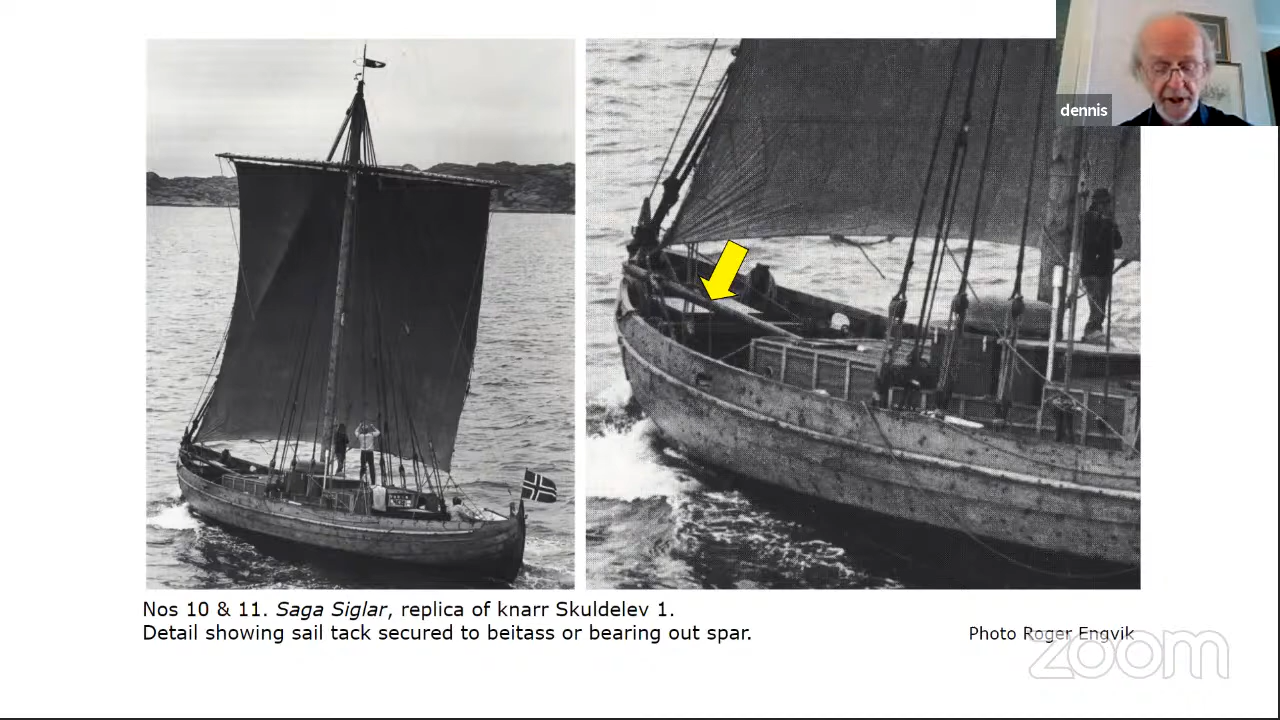 dennis
Nos 10 & 11. Saga Siglar, replica of knarr Skuldelev 1.
Detail showing sail tack secured to beitass or bearing out spar.
Photo Roger Engvik
zoom